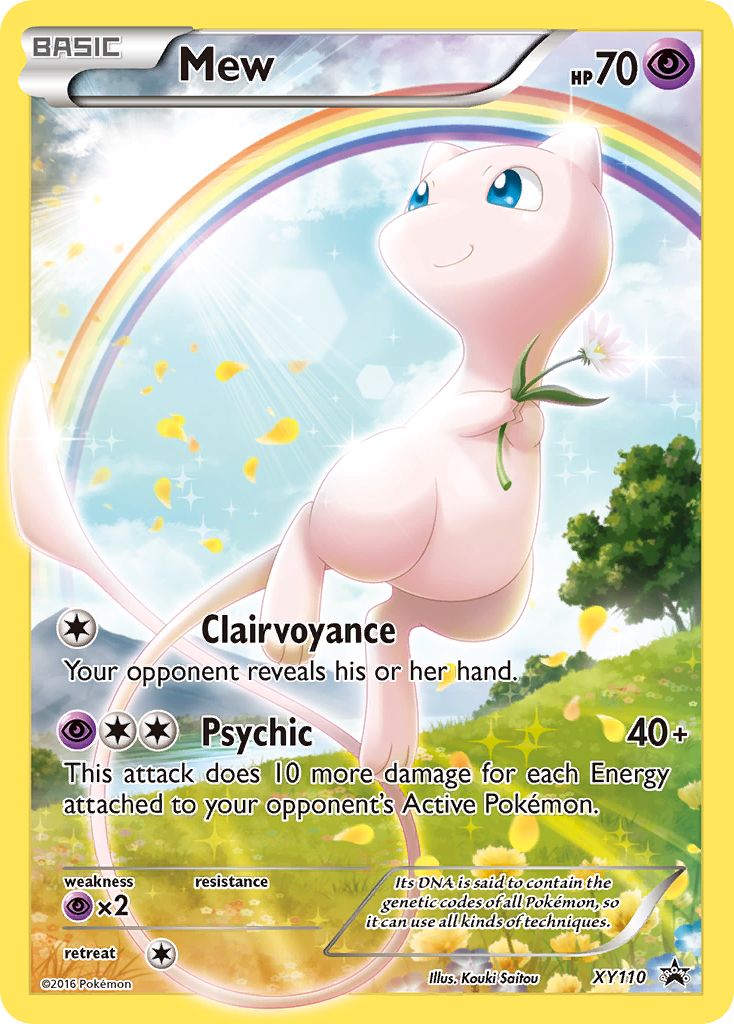 BASIC Mew HP70
Clairvoyance
Your opponent reveals his or her hand.
Psychic 40+
This attack does 10 more damage for each Energy
attached to your opponent's Active Pokémon.
weakness resistance
×2
retreat
Its DNA is said to contain the
genetic codes of all Pokémon, so
it can use all kinds of techniques.
©2016 Pokémon Illus. Kouki Saitou XY110 PROMO